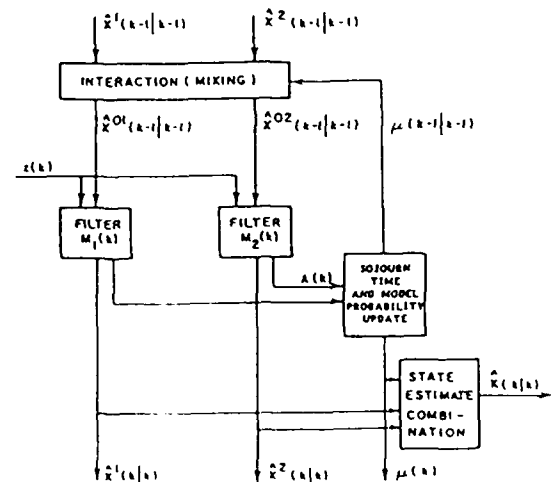 x̂¹(k-1|k-1) x̂²(k-1|k-1)
INTERACTION (MIXING)
x̂⁰¹(k-1|k-1) x̂⁰²(k-1|k-1) μ(k-1|k-1)
z(k)
FILTER
M₁(k)
FILTER
M₂(k)
Λ(k)
SOJOURN
TIME
AND MODEL
PROBABILITY
UPDATE
STATE
ESTIMATE
COMBI-
NATION
x̂(k|k)
x̂¹(k|k) x̂²(k|k) μ(k)